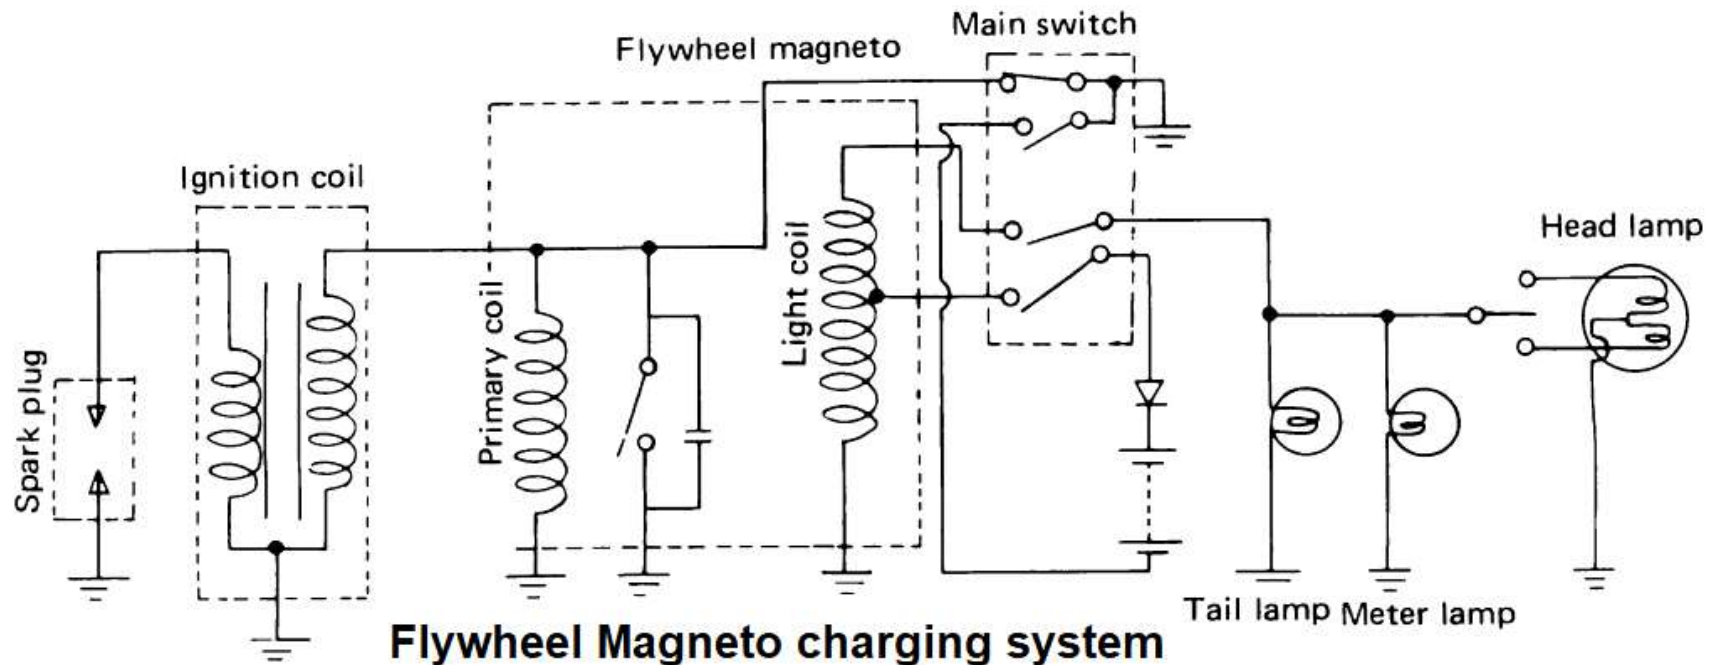 Main switch
Flywheel magneto
Ignition coil
Head lamp
Light coil
Primary coil
Spark plug
Tail lamp
Meter lamp
Flywheel Magneto charging system